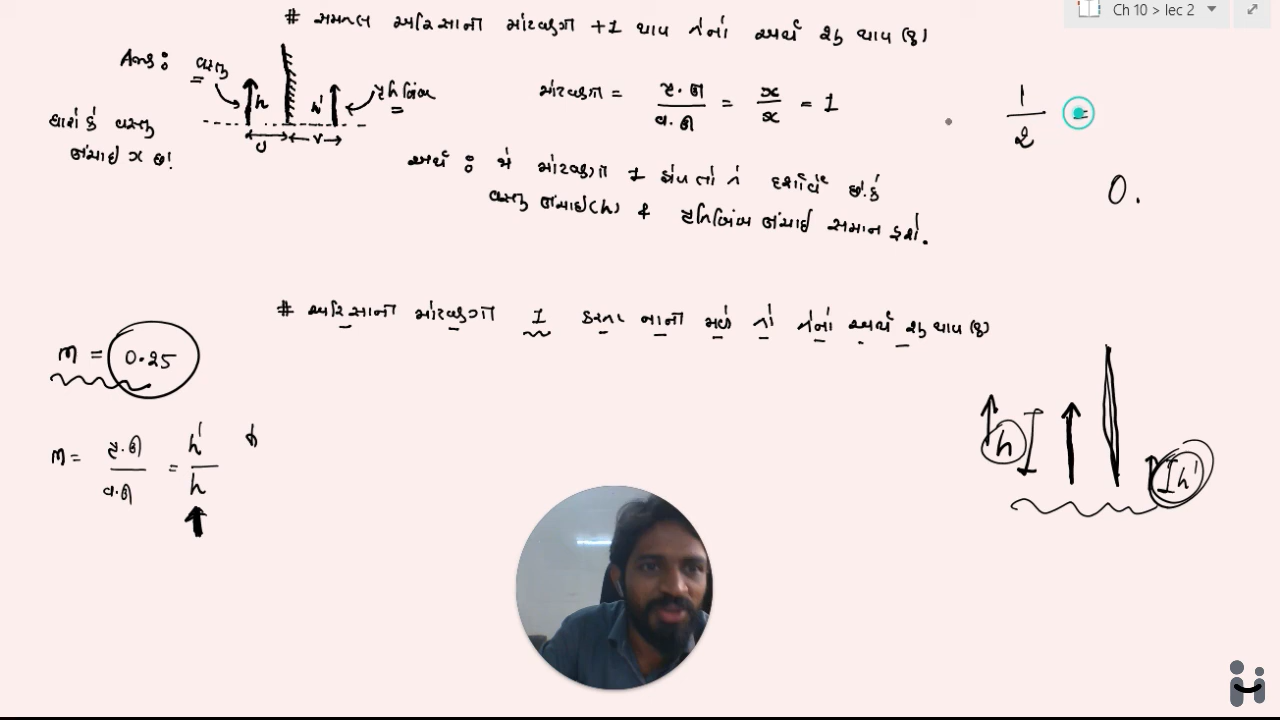 Ch 10 > lec 2
# સમતલ અરિસાની મોટવણી +1 થાય તેનો અર્થ શું થાય (જુ)
Ans : વસ્તુ
h
h'
પ્રતિબિંબ
U
V
ધારો કે વસ્તુ
ઊંચાઈ x છે.
મોટવણી = પ્ર.ઊ / વ.ઊ = x / x = 1
1 / 2 =
0.
અર્થ : જો મોટવણી 1 હોય તો તે દર્શાવે છે કે
વસ્તુ ઊંચાઈ(h) & પ્રતિબિંબ ઊંચાઈ સમાન હશે.
# અરિસાની મોટવણી 1 કરતા નાની મળે તો તેનો અર્થ શું થાય (જુ)
m = 0.25
m = પ્ર.ઊ / વ.ઊ = h' / h
h
h'